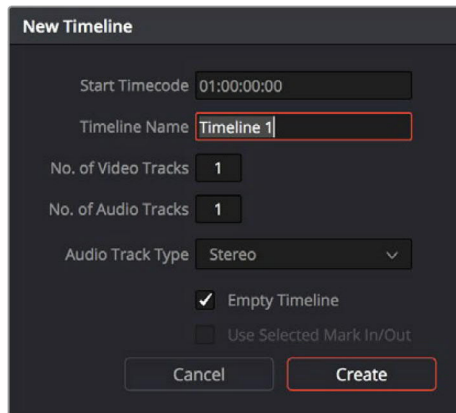 New Timeline
Start Timecode 01:00:00:00
Timeline Name Timeline 1
No. of Video Tracks 1
No. of Audio Tracks 1
Audio Track Type Stereo
Empty Timeline
Use Selected Mark In/Out
Cancel Create